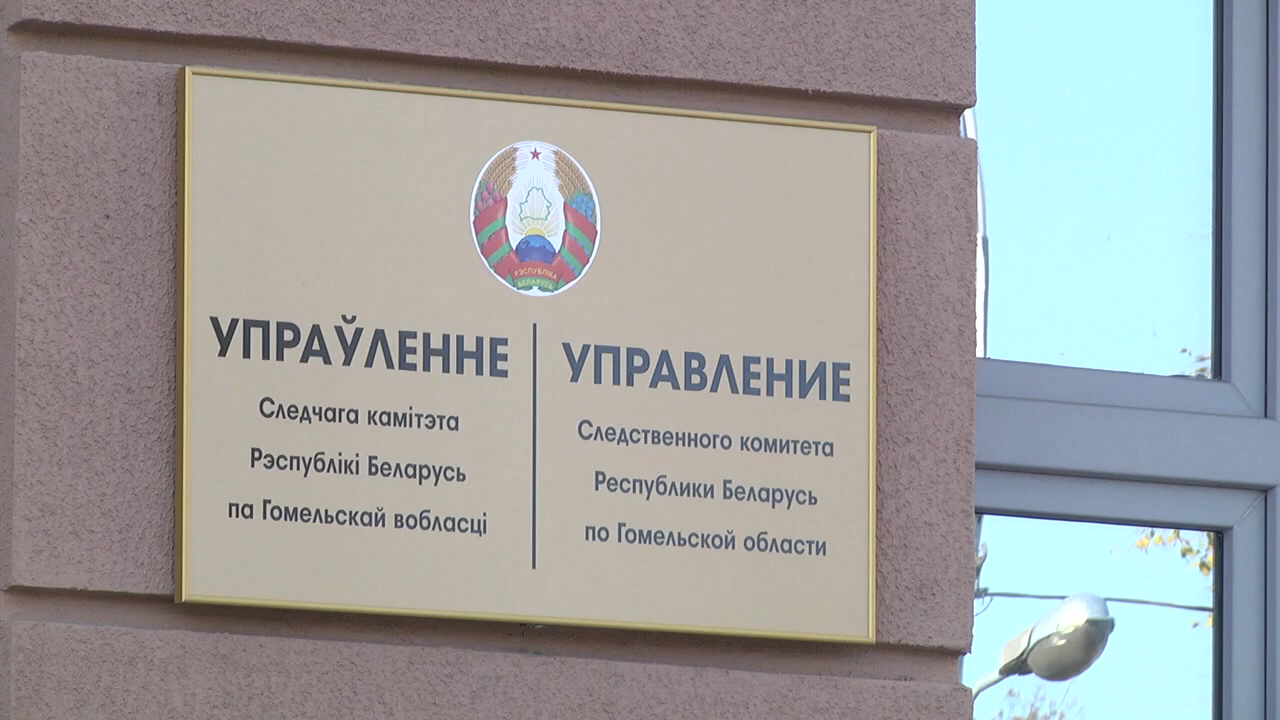 РЭСПУБЛІКА
БЕЛАРУСЬ
УПРАЎЛЕННЕ
Следчага камітэта
Рэспублікі Беларусь
па Гомельскай вобласці
УПРАВЛЕНИЕ
Следственного комитета
Республики Беларусь
по Гомельской области